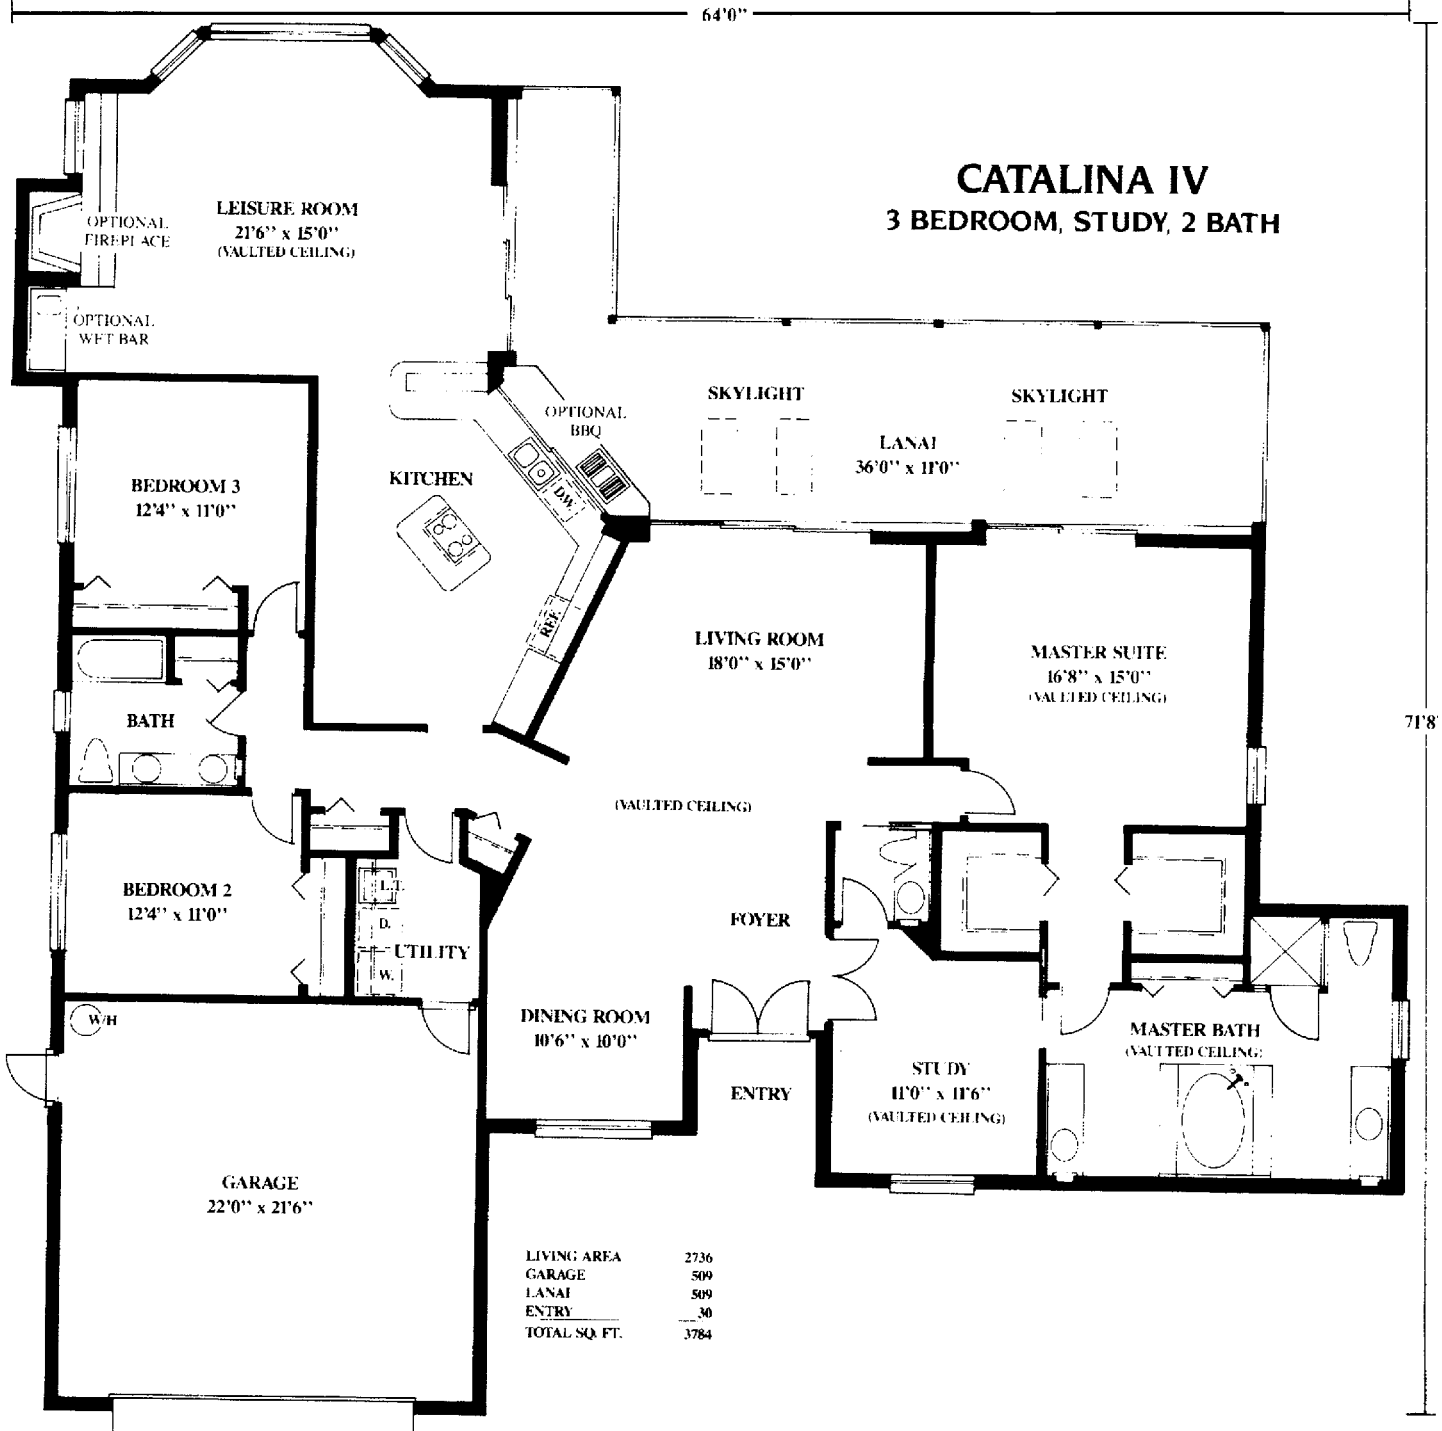 64'0"
CATALINA IV
3 BEDROOM, STUDY, 2 BATH
LEISURE ROOM
21'6" x 15'0"
(VAULTED CEILING)
OPTIONAL
FIREPLACE
OPTIONAL
WET BAR
SKYLIGHT
SKYLIGHT
OPTIONAL
BBQ
LANAI
36'0" x 11'0"
KITCHEN
BEDROOM 3
12'4" x 11'0"
D.W.
REF.
LIVING ROOM
18'0" x 15'0"
MASTER SUITE
16'8" x 15'0"
(VAULTED CEILING)
BATH
71'8
(VAULTED CEILING)
BEDROOM 2
12'4" x 11'0"
L.T.
D.
UTILITY
W.
FOYER
W/H
DINING ROOM
10'6" x 10'0"
MASTER BATH
(VAULTED CEILING)
STUDY
11'0" x 11'6"
(VAULTED CEILING)
ENTRY
GARAGE
22'0" x 21'6"
LIVING AREA 2736
GARAGE 509
LANAI 509
ENTRY 30
TOTAL SQ. FT. 3784